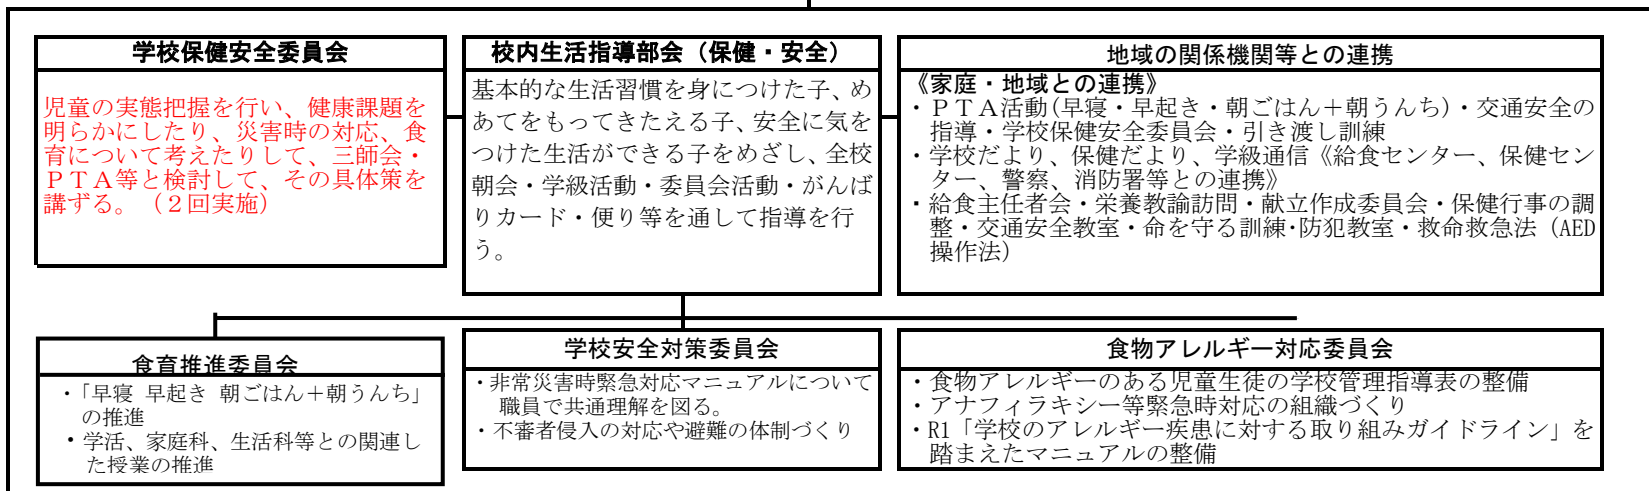 学校保健安全委員会
児童の実態把握を行い、健康課題を
明らかにしたり、災害時の対応、食
育について考えたりして、三師会・
ＰＴＡ等と検討して、その具体策を
講ずる。（２回実施）
校内生活指導部会（保健・安全）
基本的な生活習慣を身につけた子、め
あてをもってきたえる子、安全に気を
つけた生活ができる子をめざし、全校
朝会・学級活動・委員会活動・がんば
りカード・便り等を通して指導を行
う。
地域の関係機関等との連携
《家庭・地域との連携》
・ＰＴＡ活動(早寝・早起き・朝ごはん＋朝うんち)・交通安全の
指導・学校保健安全委員会・引き渡し訓練
・学校だより、保健だより、学級通信《給食センター、保健セン
ター、警察、消防署等との連携》
・給食主任者会・栄養教諭訪問・献立作成委員会・保健行事の調
整・交通安全教室・命を守る訓練・防犯教室・救命救急法（AED
操作法）
食育推進委員会
・「早寝 早起き 朝ごはん＋朝うんち」
の推進
・学活、家庭科、生活科等との関連し
た授業の推進
学校安全対策委員会
・非常災害時緊急対応マニュアルについて
職員で共通理解を図る。
・不審者侵入の対応や避難の体制づくり
食物アレルギー対応委員会
・食物アレルギーのある児童生徒の学校管理指導表の整備
・アナフィラキシー等緊急時対応の組織づくり
・R1「学校のアレルギー疾患に対する取り組みガイドライン」を
踏まえたマニュアルの整備